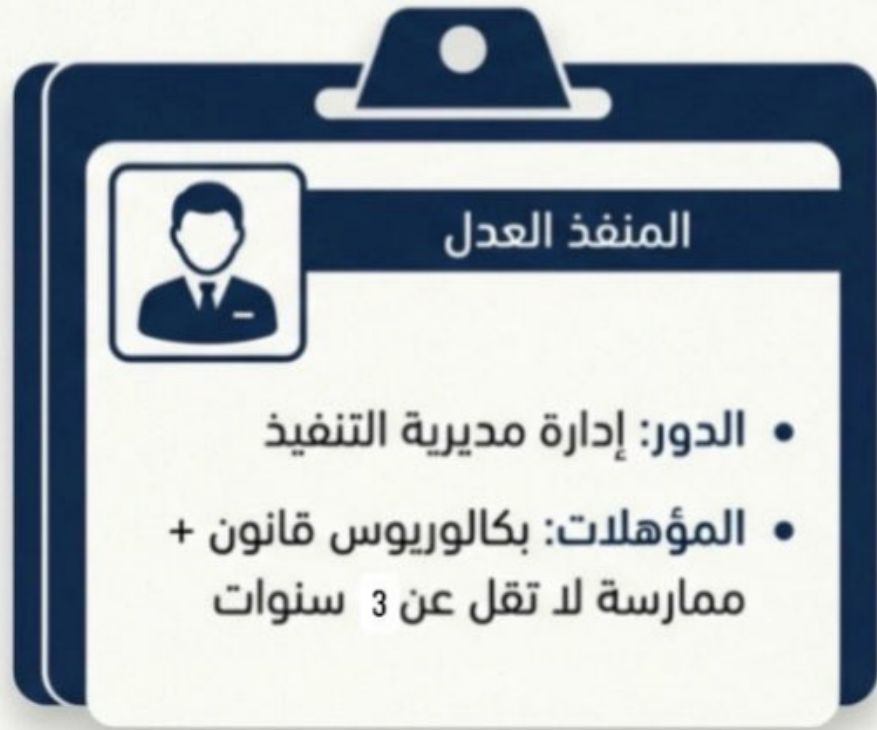 المنفذ العدل
• الدور: إدارة مديرية التنفيذ
• المؤهلات: بكالوريوس قانون +
ممارسة لا تقل عن 3 سنوات